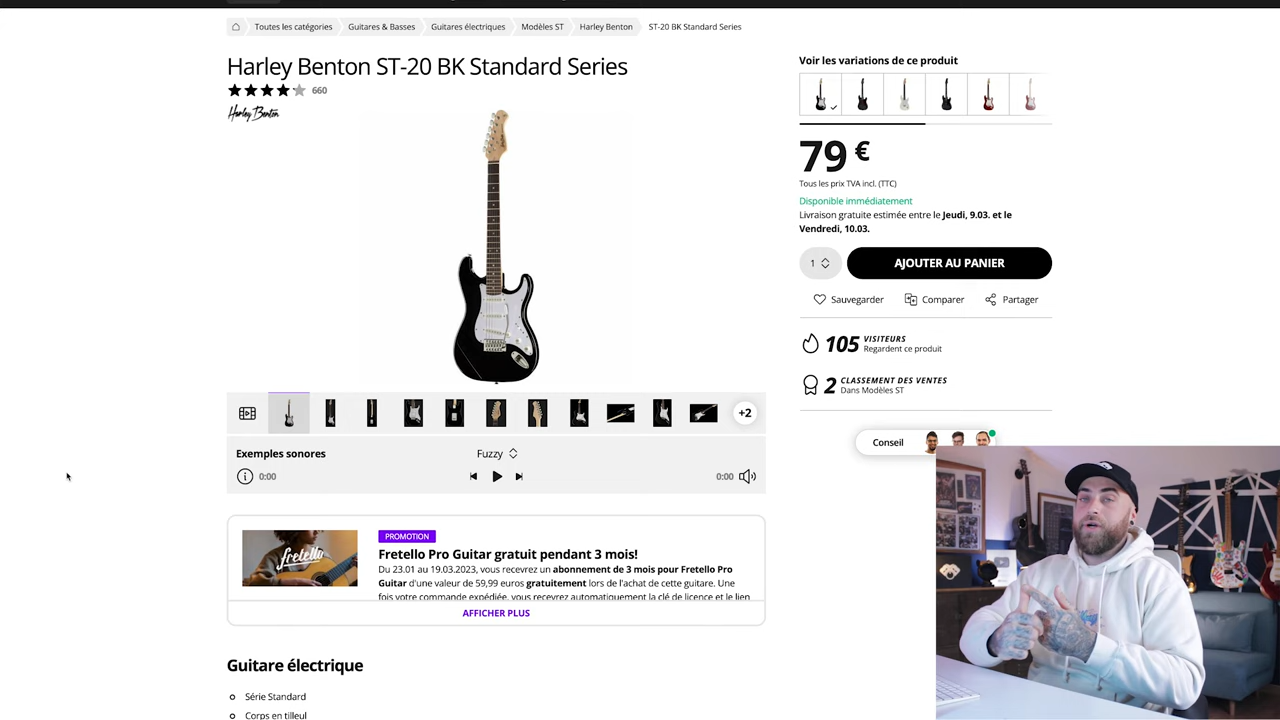 Toutes les catégories
Guitares & Basses
Guitares électriques
Modèles ST
Harley Benton
ST-20 BK Standard Series
Harley Benton ST-20 BK Standard Series
660
Harley Benton
+2
Exemples sonores
Fuzzy
0:00
0:00
PROMOTION
Fretello Pro Guitar gratuit pendant 3 mois!
fretello
Du 23.01 au 19.03.2023, vous recevrez un abonnement de 3 mois pour Fretello Pro
Guitar d'une valeur de 59,99 euros gratuitement lors de l'achat de cette guitare. Une
fois votre commande expédiée, vous recevrez automatiquement la clé de licence et le lien
AFFICHER PLUS
Guitare électrique
Série Standard
Corps en tilleul
Voir les variations de ce produit
79 €
Tous les prix TVA incl. (TTC)
Disponible immédiatement
Livraison gratuite estimée entre le Jeudi, 9.03. et le
Vendredi, 10.03.
1
AJOUTER AU PANIER
Sauvegarder
Comparer
Partager
105 VISITEURS
Regardent ce produit
2 CLASSEMENT DES VENTES
Dans Modèles ST
Conseil